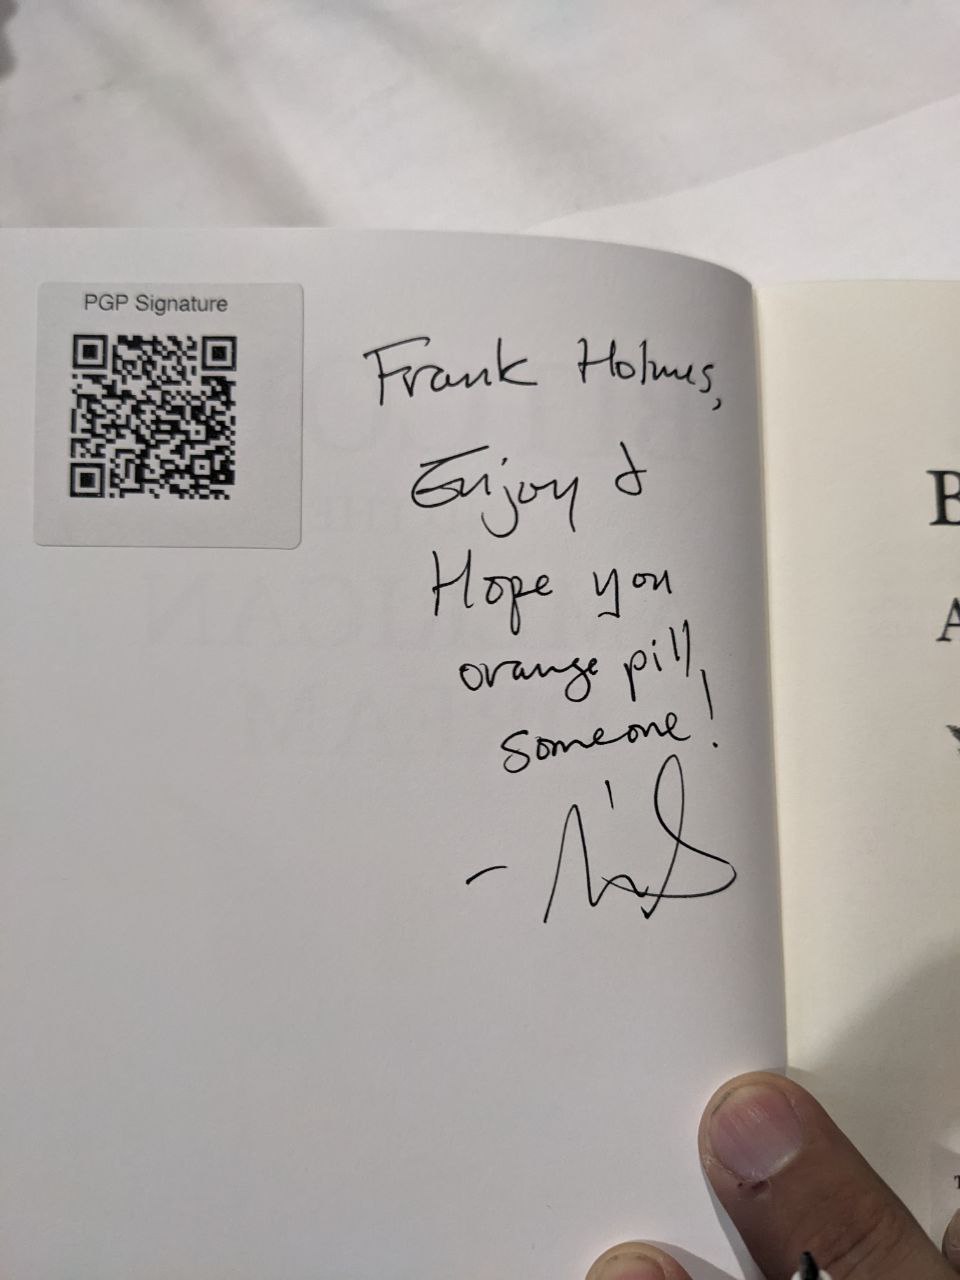 PGP Signature
Frank Holmes,
Enjoy &
Hope you
orange pill
someone!
B
A